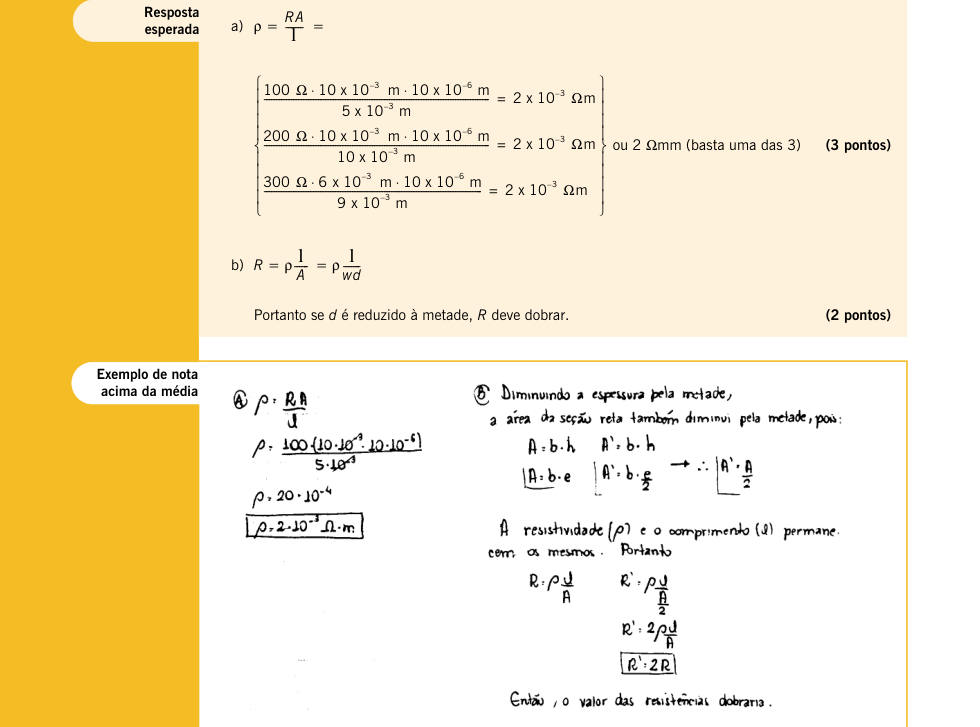 Resposta
esperada
a) ρ = RA/l =
100 Ω · 10 x 10⁻³ m · 10 x 10⁻⁶ m / 5 x 10⁻³ m = 2 x 10⁻³ Ωm
200 Ω · 10 x 10⁻³ m · 10 x 10⁻⁶ m / 10 x 10⁻³ m = 2 x 10⁻³ Ωm
ou 2 Ωmm (basta uma das 3) (3 pontos)
300 Ω · 6 x 10⁻³ m · 10 x 10⁻⁶ m / 9 x 10⁻³ m = 2 x 10⁻³ Ωm
b) R = ρ l/A = ρ l/wd
Portanto se d é reduzido à metade, R deve dobrar. (2 pontos)
Exemplo de nota
acima da média
A ρ = RA/l
ρ = 100(10·10⁻³·10·10⁻⁶)/5·10⁻³
ρ = 20·10⁻⁴
ρ = 2·10⁻³ Ω·m
B Diminuindo a espessura pela metade,
a área da seção reta também diminui pela metade, pois:
A = b·h A' = b·h
A = b·e A' = b·e/2 → ∴ A' = A/2
A resistividade (ρ) e o comprimento (l) permane-
cem os mesmos. Portanto
R = ρ l/A R' = ρ l/(A/2)
R' = 2ρ l/A
R' = 2R
Então, o valor das resistências dobraria.